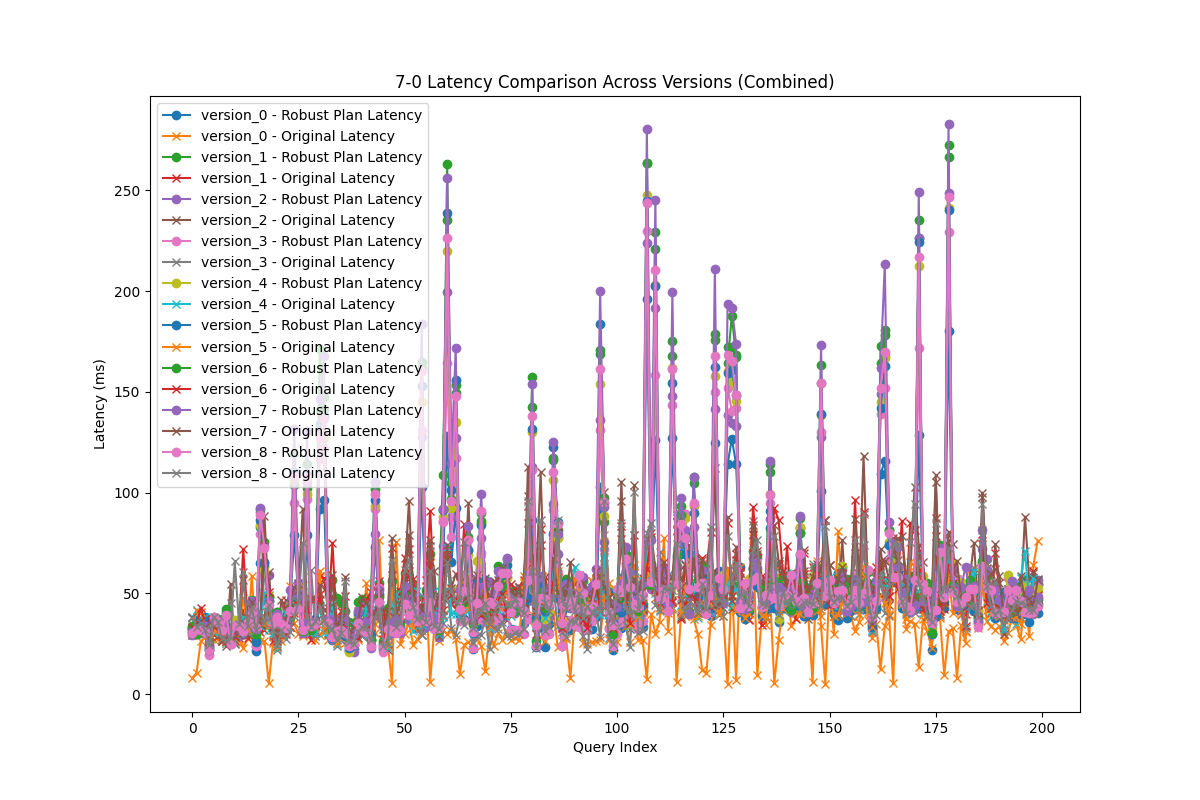 7-0 Latency Comparison Across Versions (Combined)
version_0 - Robust Plan Latency
version_0 - Original Latency
version_1 - Robust Plan Latency
version_1 - Original Latency
version_2 - Robust Plan Latency
version_2 - Original Latency
version_3 - Robust Plan Latency
version_3 - Original Latency
version_4 - Robust Plan Latency
version_4 - Original Latency
version_5 - Robust Plan Latency
version_5 - Original Latency
version_6 - Robust Plan Latency
version_6 - Original Latency
version_7 - Robust Plan Latency
version_7 - Original Latency
version_8 - Robust Plan Latency
version_8 - Original Latency
Latency (ms)
250
200
150
100
50
0
0 25 50 75 100 125 150 175 200
Query Index